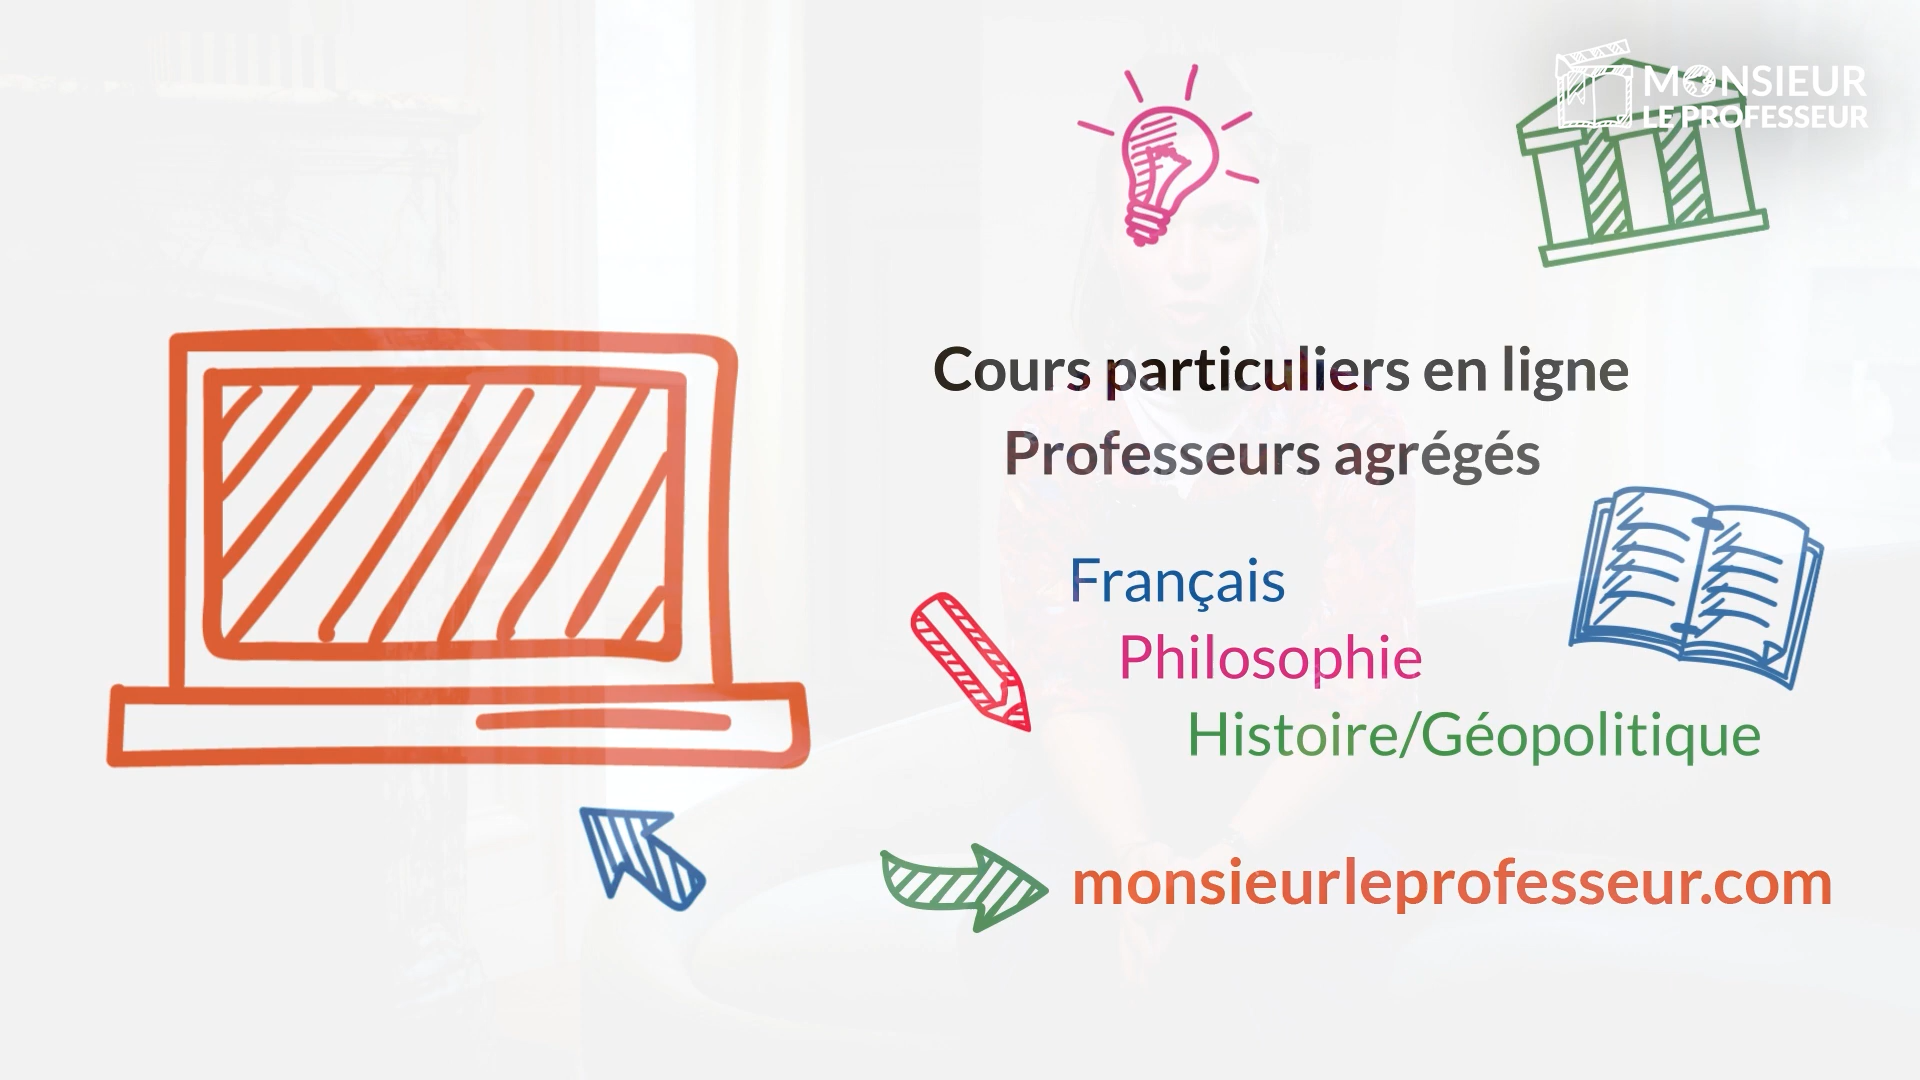 MONSIEUR
LE PROFESSEUR
Cours particuliers en ligne
Professeurs agrégés
Français
Philosophie
Histoire/Géopolitique
monsieurleprofesseur.com